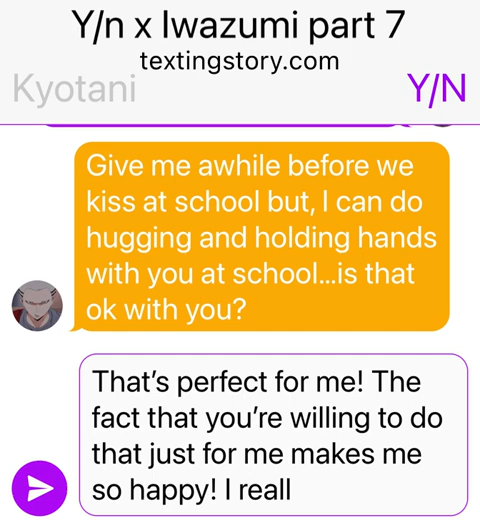 Y/n x Iwazumi part 7
textingstory.com
Kyotani
Y/N
Give me awhile before we
kiss at school but, I can do
hugging and holding hands
with you at school...is that
ok with you?
That's perfect for me! The
fact that you're willing to do
that just for me makes me
so happy! I reall